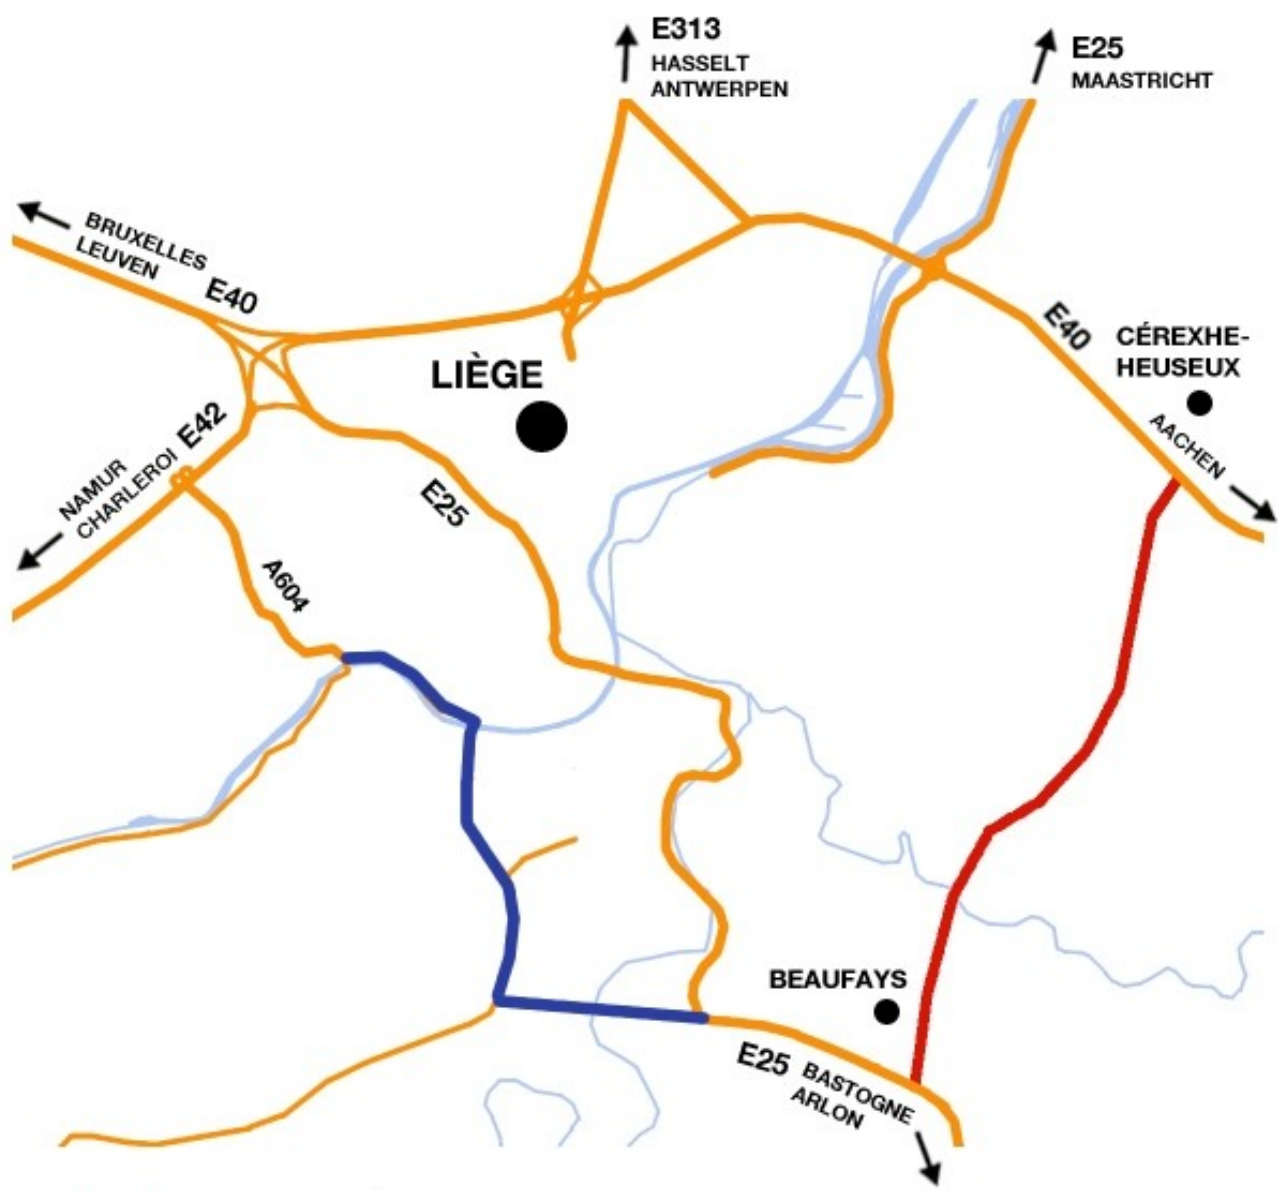 E313
HASSELT
ANTWERPEN
E25
MAASTRICHT
BRUXELLES
LEUVEN
E40
E40
CÉREXHE-
HEUSEUX
LIÈGE
AACHEN
E42
NAMUR
CHARLEROI
E25
A604
BEAUFAYS
E25
BASTOGNE
ARLON